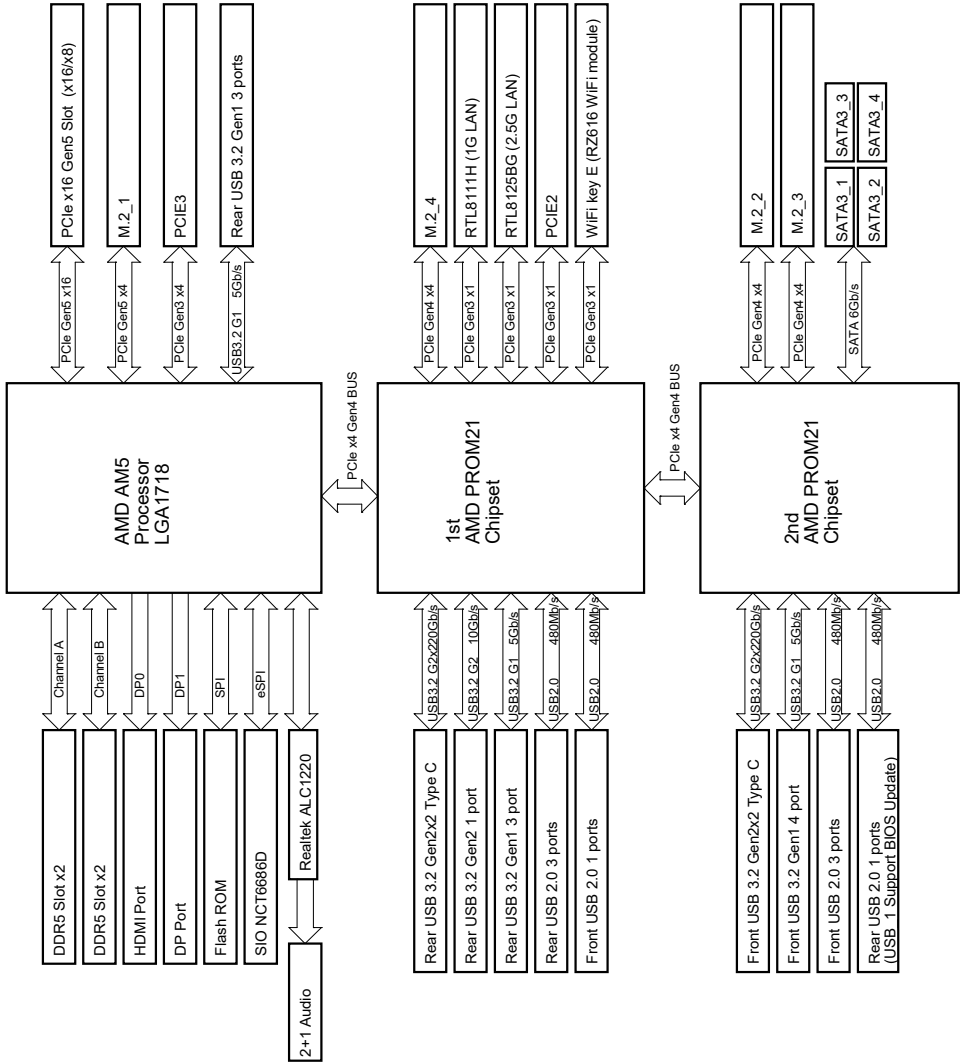 PCIe x16 Gen5 Slot (x16/x8)
M.2_1
PCIE3
Rear USB 3.2 Gen1 3 ports
PCIe Gen5 x16
PCIe Gen5 x4
PCIe Gen3 x4
USB3.2 G1 5Gb/s
AMD AM5
Processor
LGA1718
Channel A
Channel B
DP0
DP1
SPI
eSPI
DDR5 Slot x2
DDR5 Slot x2
HDMI Port
DP Port
Flash ROM
SIO NCT6686D
Realtek ALC1220
2+1 Audio
PCIe x4 Gen4 BUS
M.2_4
RTL8111H (1G LAN)
RTL8125BG (2.5G LAN)
PCIE2
WiFi key E (RZ616 WiFi module)
PCIe Gen4 x4
PCIe Gen3 x1
PCIe Gen3 x1
PCIe Gen3 x1
PCIe Gen3 x1
1st
AMD PROM21
Chipset
USB3.2 G2x220Gb/s
USB3.2 G2 10Gb/s
USB3.2 G1 5Gb/s
USB2.0 480Mb/s
USB2.0 480Mb/s
Rear USB 3.2 Gen2x2 Type C
Rear USB 3.2 Gen2 1 port
Rear USB 3.2 Gen1 3 port
Rear USB 2.0 3 ports
Front USB 2.0 1 ports
PCIe x4 Gen4 BUS
M.2_2
M.2_3
SATA3_1
SATA3_3
SATA3_2
SATA3_4
PCIe Gen4 x4
PCIe Gen4 x4
SATA 6Gb/s
2nd
AMD PROM21
Chipset
USB3.2 G2x220Gb/s
USB3.2 G1 5Gb/s
USB2.0 480Mb/s
USB2.0 480Mb/s
Front USB 3.2 Gen2x2 Type C
Front USB 3.2 Gen1 4 port
Front USB 2.0 3 ports
Rear USB 2.0 1 ports
(USB 1 Support BIOS Update)